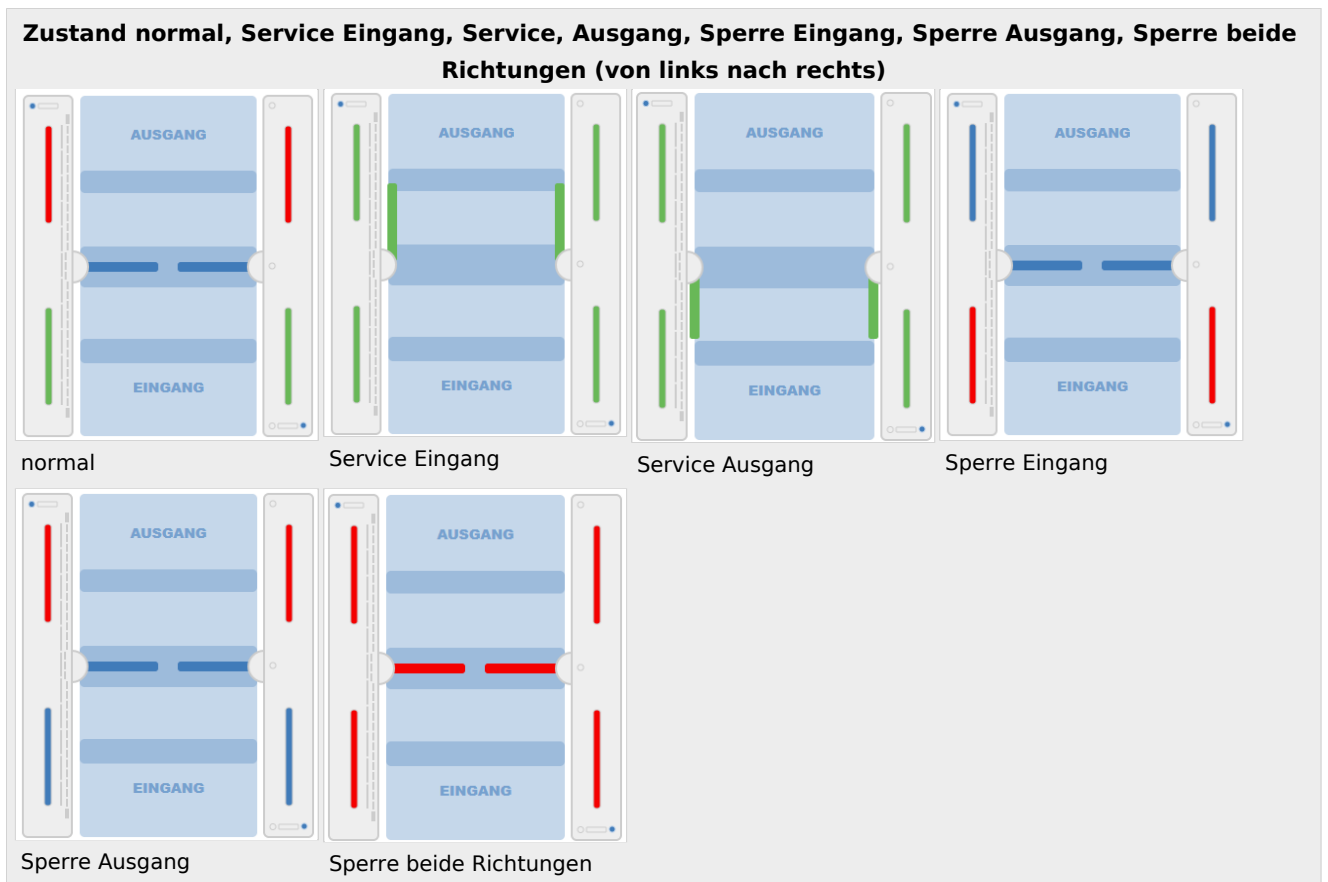 Zustand normal, Service Eingang, Service, Ausgang, Sperre Eingang, Sperre Ausgang, Sperre beide
Richtungen (von links nach rechts)
AUSGANG
EINGANG
normal
AUSGANG
EINGANG
Service Eingang
AUSGANG
EINGANG
Service Ausgang
AUSGANG
EINGANG
Sperre Eingang
AUSGANG
EINGANG
Sperre Ausgang
AUSGANG
EINGANG
Sperre beide Richtungen